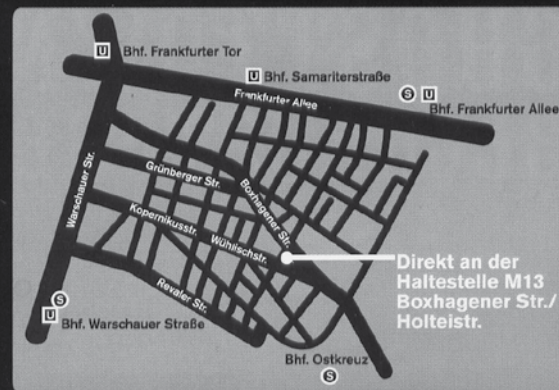 U Bhf. Frankfurter Tor
U Bhf. Samariterstraße
S U
Bhf. Frankfurter Allee
Frankfurter Allee
Warschauer Str.
Grünberger Str.
Boxhagener Str.
Kopernikusstr.
Wühlischstr.
Revaler Str.
Direkt an der
Haltestelle M13
Boxhagener Str./
Holteistr.
S
U Bhf. Warschauer Straße
Bhf. Ostkreuz
S